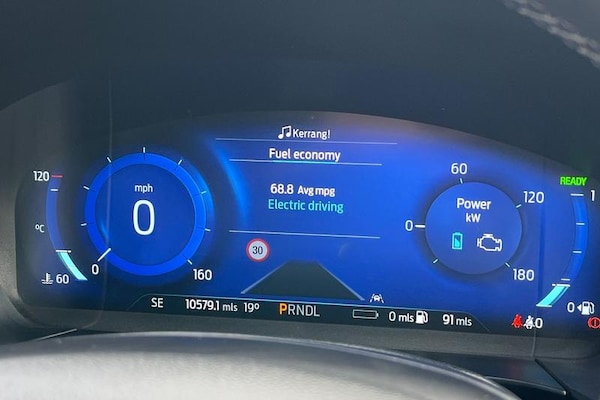 Kerrang!
Fuel economy
68.8 Avg mpg
Electric driving
30
120
°C
60
mph
0
0
160
Power
kW
0
60
120
180
READY
1
0
SE 10579.1 mls 19° PRNDL 0 mls 91 mls